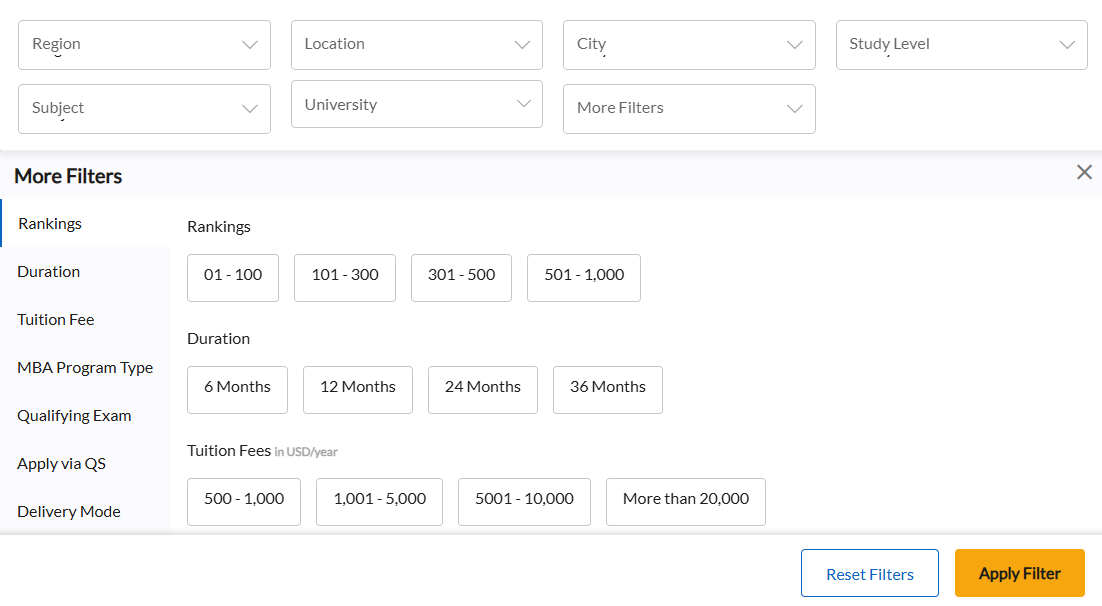 Region
Location
City
Study Level
Subject
University
More Filters
More Filters
Rankings
Duration
Tuition Fee
MBA Program Type
Qualifying Exam
Apply via QS
Delivery Mode
Rankings
01 - 100
101 - 300
301 - 500
501 - 1,000
Duration
6 Months
12 Months
24 Months
36 Months
Tuition Fees in USD/year
500 - 1,000
1,001 - 5,000
5001 - 10,000
More than 20,000
Reset Filters
Apply Filter